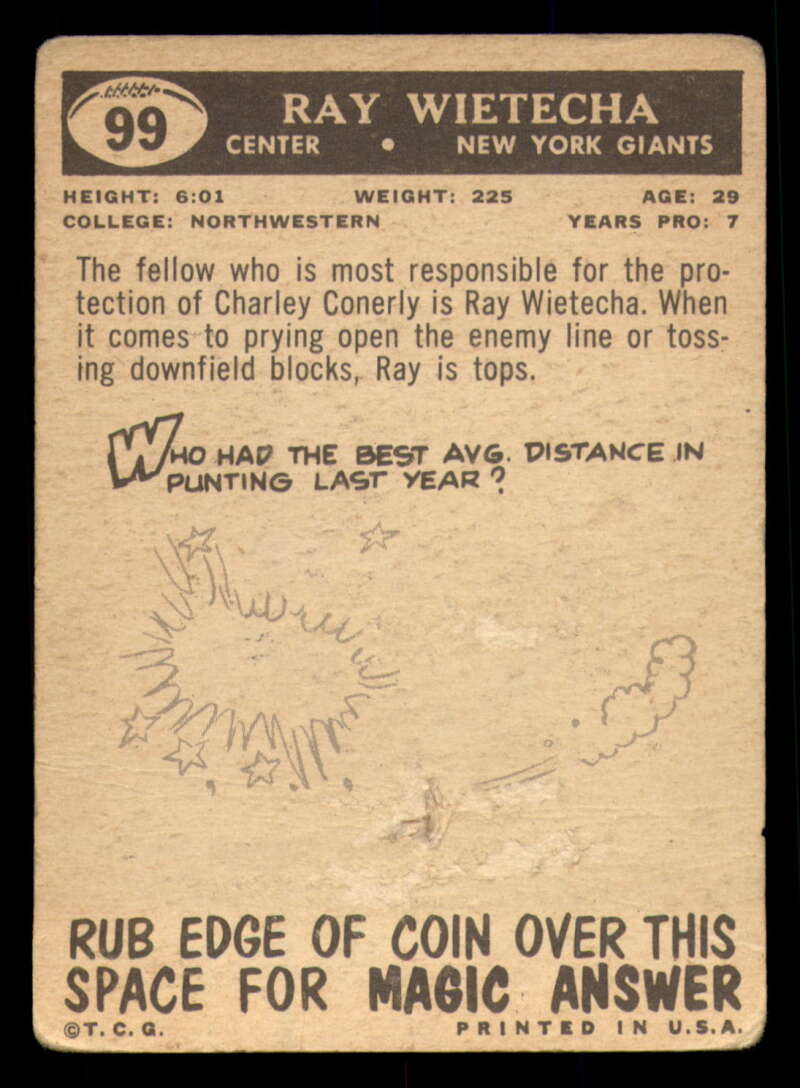 99
RAY WIETECHA
CENTER • NEW YORK GIANTS
HEIGHT: 6:01 WEIGHT: 225 AGE: 29
COLLEGE: NORTHWESTERN YEARS PRO: 7
The fellow who is most responsible for the pro-
tection of Charley Conerly is Ray Wietecha. When
it comes to prying open the enemy line or toss-
ing downfield blocks, Ray is tops.
WHO HAD THE BEST AVG. DISTANCE IN
PUNTING LAST YEAR?
RUB EDGE OF COIN OVER THIS
SPACE FOR MAGIC ANSWER
©T.C.G. PRINTED IN U.S.A.